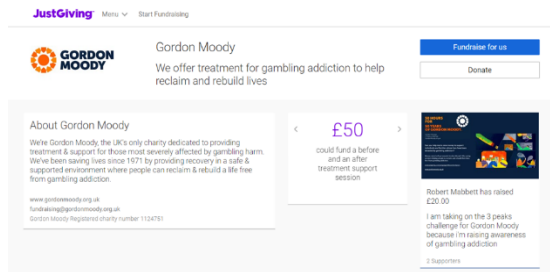 JustGiving™ Menu Start Fundraising
GORDON
MOODY
Gordon Moody
We offer treatment for gambling addiction to help
reclaim and rebuild lives
Fundraise for us
Donate
About Gordon Moody
We're Gordon Moody, the UK's only charity dedicated to providing
treatment & support for those most severely affected by gambling harm.
We've been saving lives since 1971 by providing recovery in a safe &
supported environment where people can reclaim & rebuild a life free
from gambling addiction.
www.gordonmoody.org.uk
fundraising@gordonmoody.org.uk
Gordon Moody Registered charity number 1124751
£50
could fund a before
and an after
treatment support
session
Robert Mabbett has raised
£20.00
I am taking on the 3 peaks
challenge for Gordon Moody
because i'm raising awareness
of gambling addiction
2 Supporters